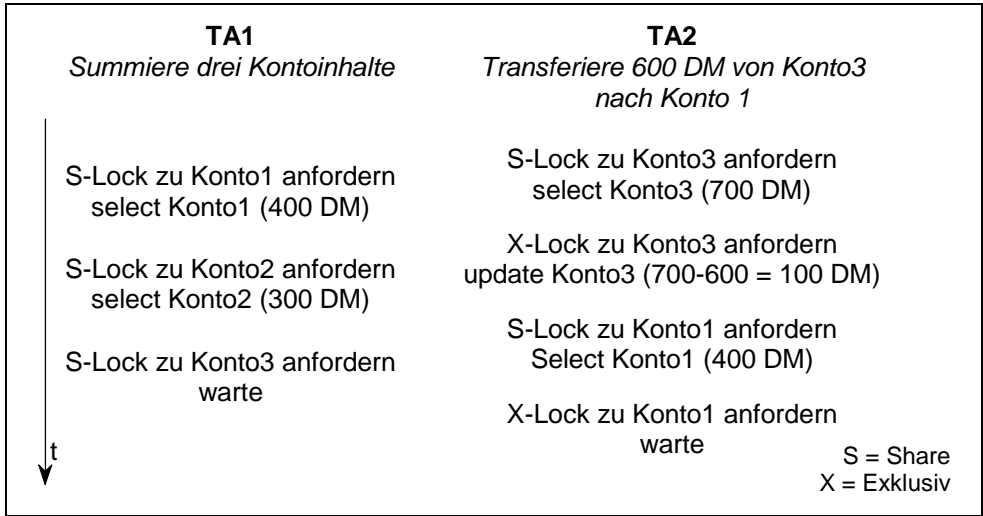 TA1
Summiere drei Kontoinhalte
S-Lock zu Konto1 anfordern
select Konto1 (400 DM)
S-Lock zu Konto2 anfordern
select Konto2 (300 DM)
S-Lock zu Konto3 anfordern
warte
t
TA2
Transferiere 600 DM von Konto3
nach Konto 1
S-Lock zu Konto3 anfordern
select Konto3 (700 DM)
X-Lock zu Konto3 anfordern
update Konto3 (700-600 = 100 DM)
S-Lock zu Konto1 anfordern
Select Konto1 (400 DM)
X-Lock zu Konto1 anfordern
warte
S = Share
X = Exklusiv